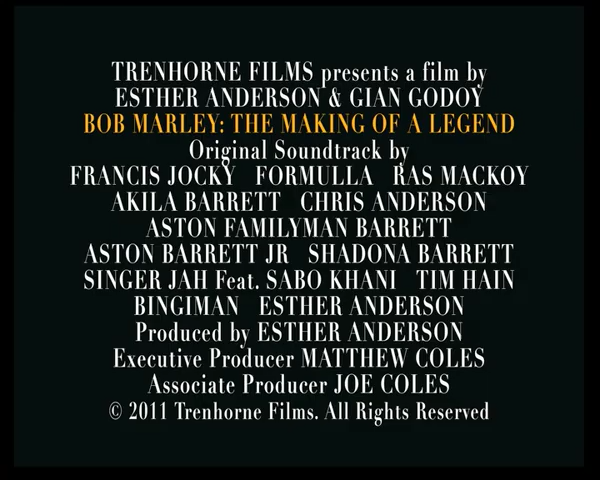 TRENHORNE FILMS presents a film by
ESTHER ANDERSON & GIAN GODOY
BOB MARLEY: THE MAKING OF A LEGEND
Original Soundtrack by
FRANCIS JOCKY FORMULLA RAS MACKOY
AKILA BARRETT CHRIS ANDERSON
ASTON FAMILYMAN BARRETT
ASTON BARRETT JR SHADONA BARRETT
SINGER JAH Feat. SABO KHANI TIM HAIN
BINGIMAN ESTHER ANDERSON
Produced by ESTHER ANDERSON
Executive Producer MATTHEW COLES
Associate Producer JOE COLES
© 2011 Trenhorne Films. All Rights Reserved